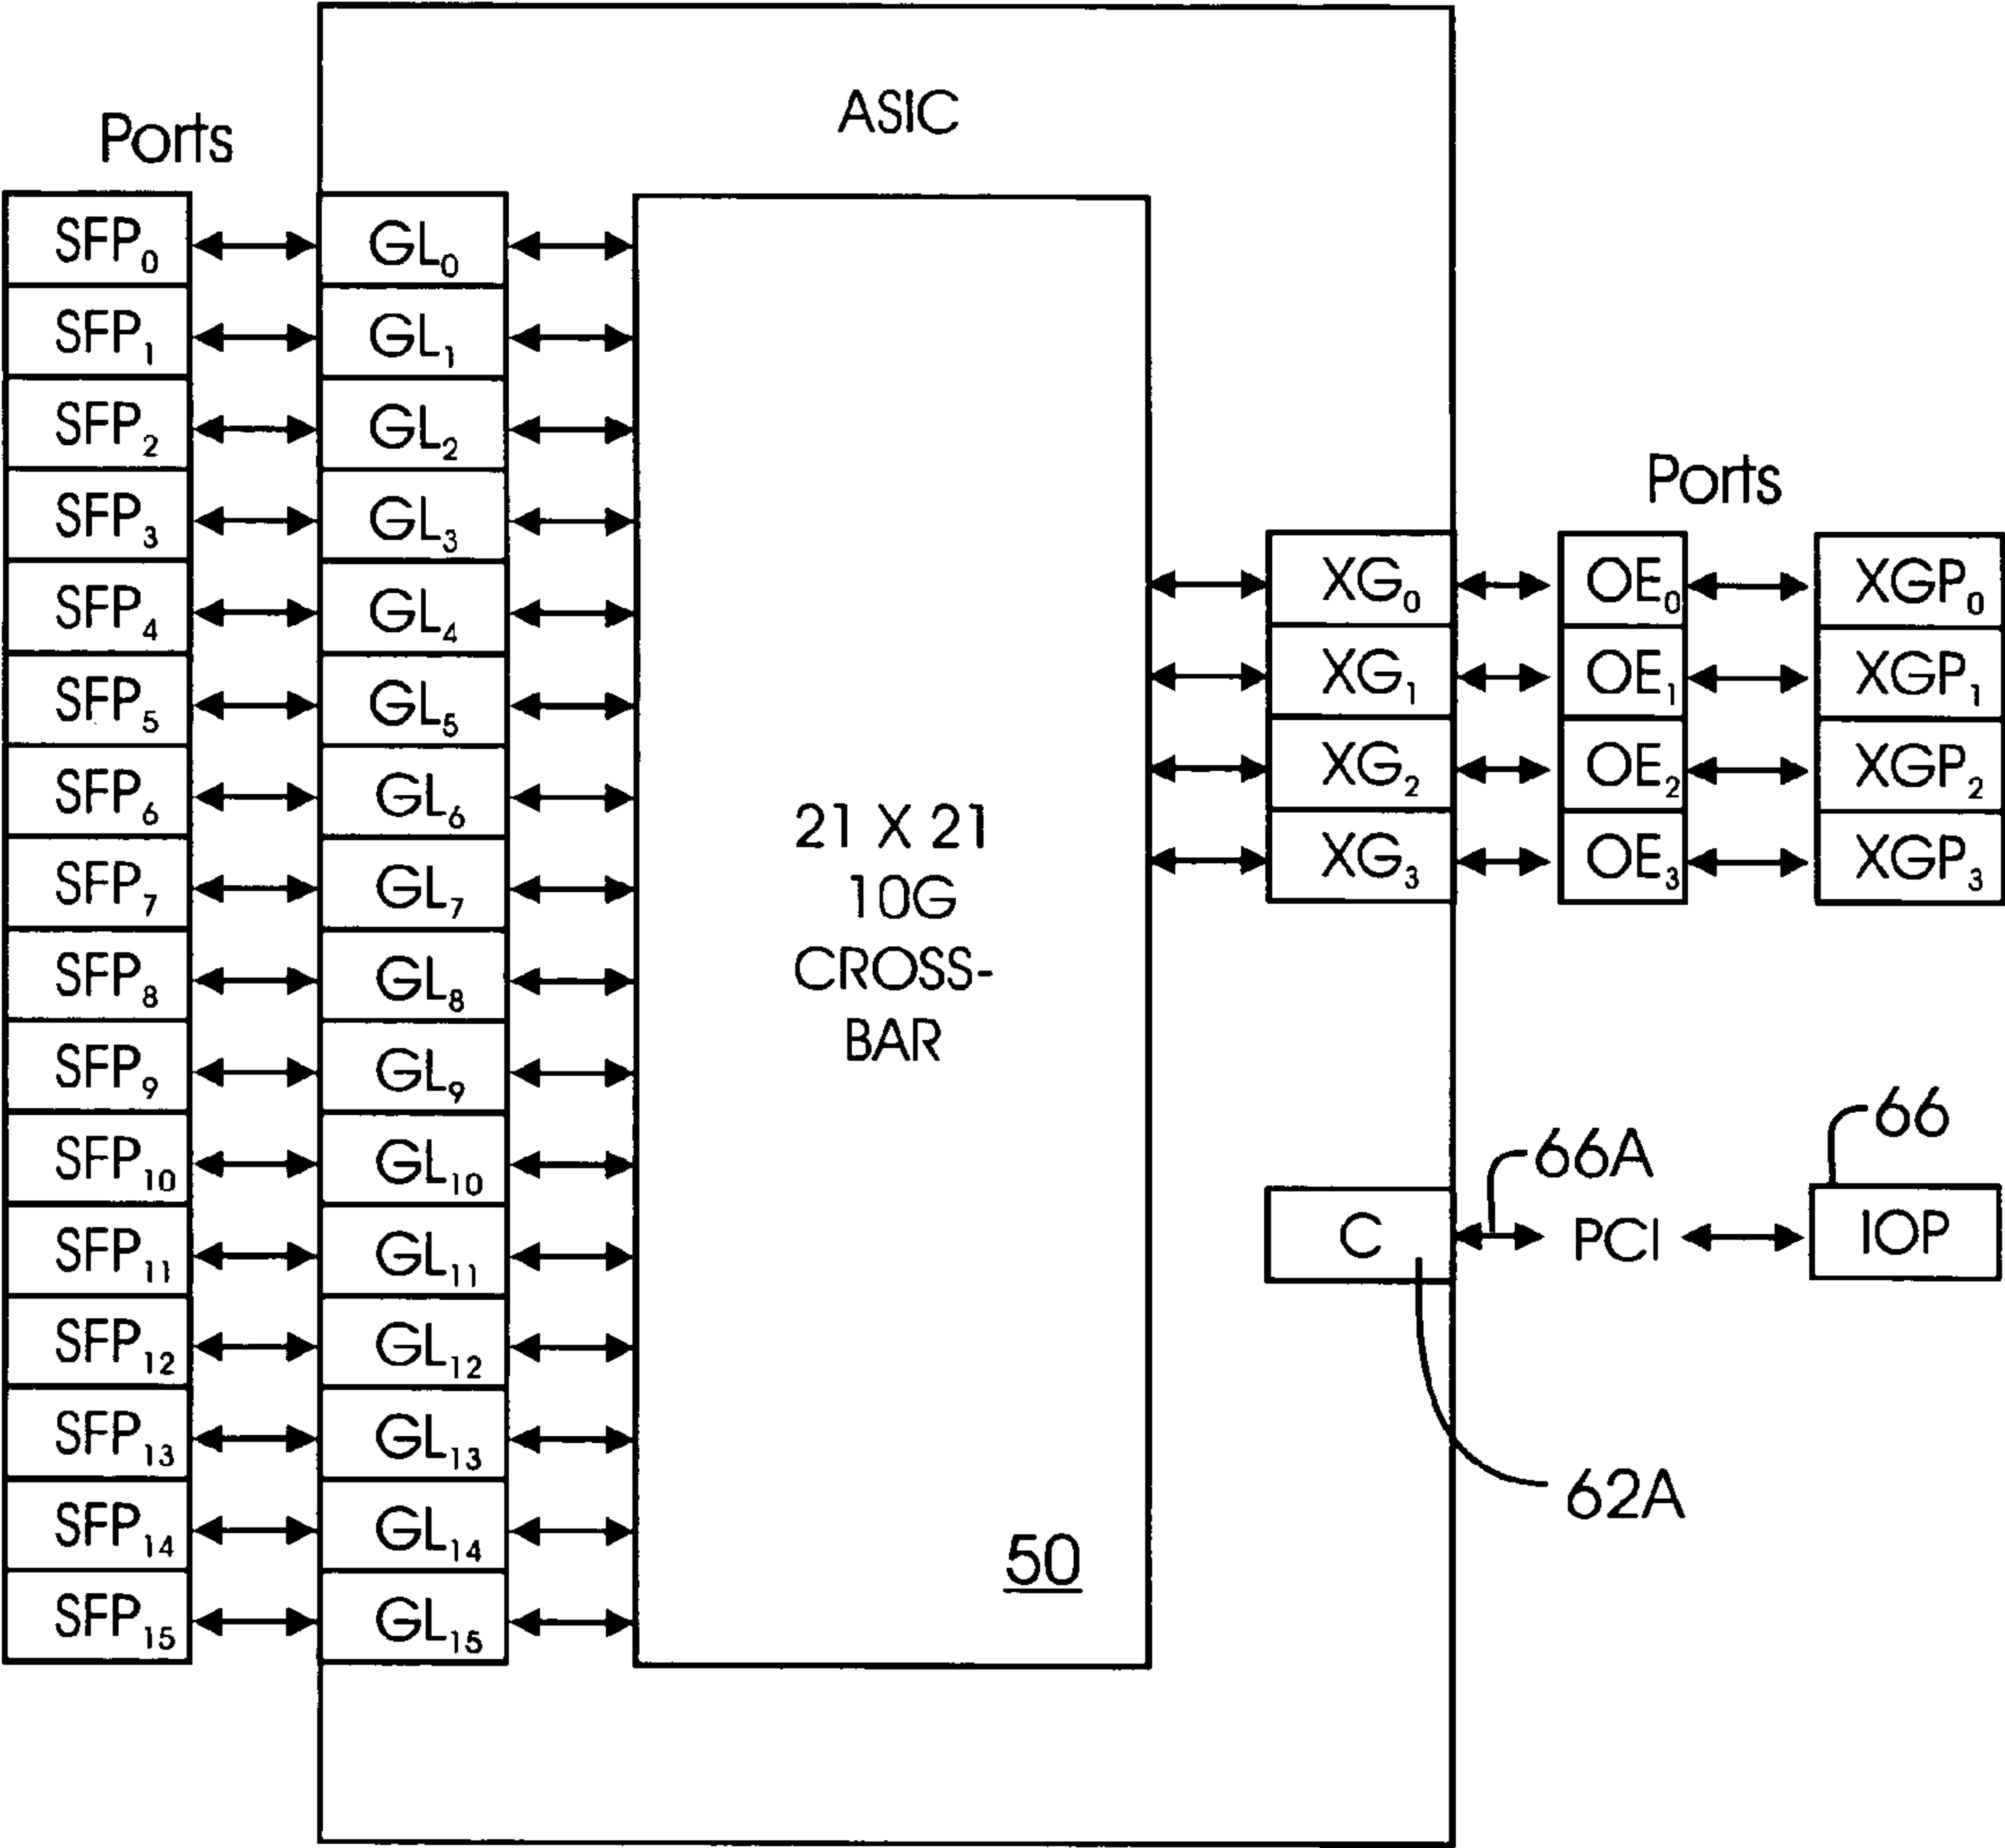 ASIC
Ports
SFP0 GL0
SFP1 GL1
SFP2 GL2
SFP3 GL3
SFP4 GL4
SFP5 GL5
SFP6 GL6
SFP7 GL7
SFP8 GL8
SFP9 GL9
SFP10 GL10
SFP11 GL11
SFP12 GL12
SFP13 GL13
SFP14 GL14
SFP15 GL15
21 X 21
10G
CROSS-
BAR
50
Ports
XG0 OE0 XGP0
XG1 OE1 XGP1
XG2 OE2 XGP2
XG3 OE3 XGP3
66
66A
C PCI IOP
62A